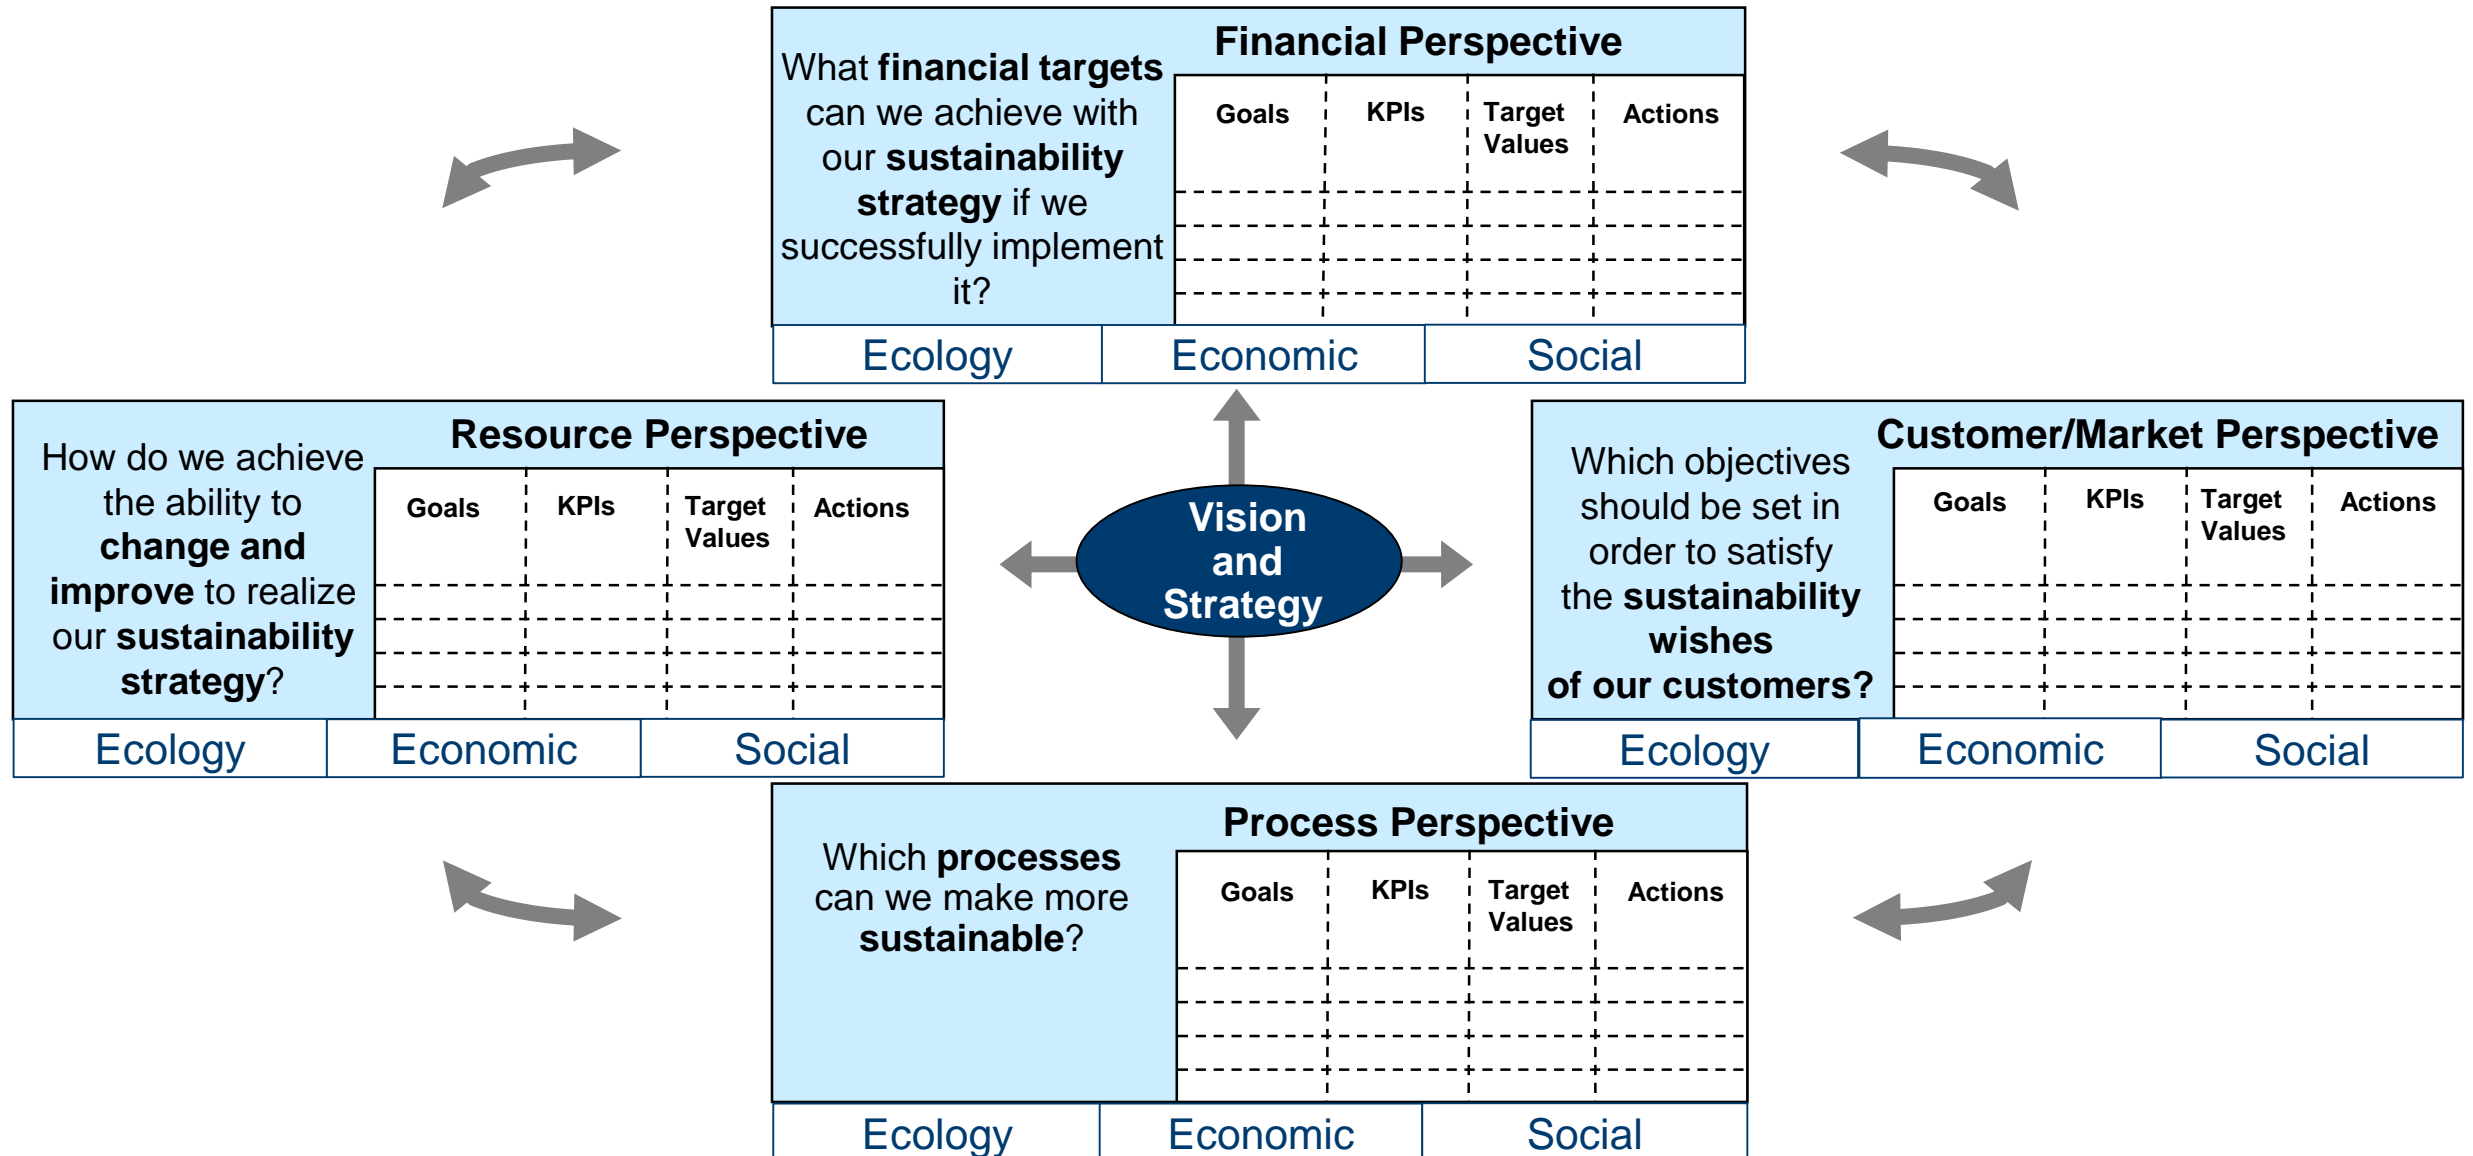 Financial Perspective
What financial targets
can we achieve with
our sustainability
strategy if we
successfully implement
it?
Goals KPIs Target Values Actions
Ecology Economic Social
Resource Perspective
How do we achieve
the ability to
change and
improve to realize
our sustainability
strategy?
Goals KPIs Target Values Actions
Ecology Economic Social
Vision
and
Strategy
Customer/Market Perspective
Which objectives
should be set in
order to satisfy
the sustainability
wishes
of our customers?
Goals KPIs Target Values Actions
Ecology Economic Social
Process Perspective
Which processes
can we make more
sustainable?
Goals KPIs Target Values Actions
Ecology Economic Social